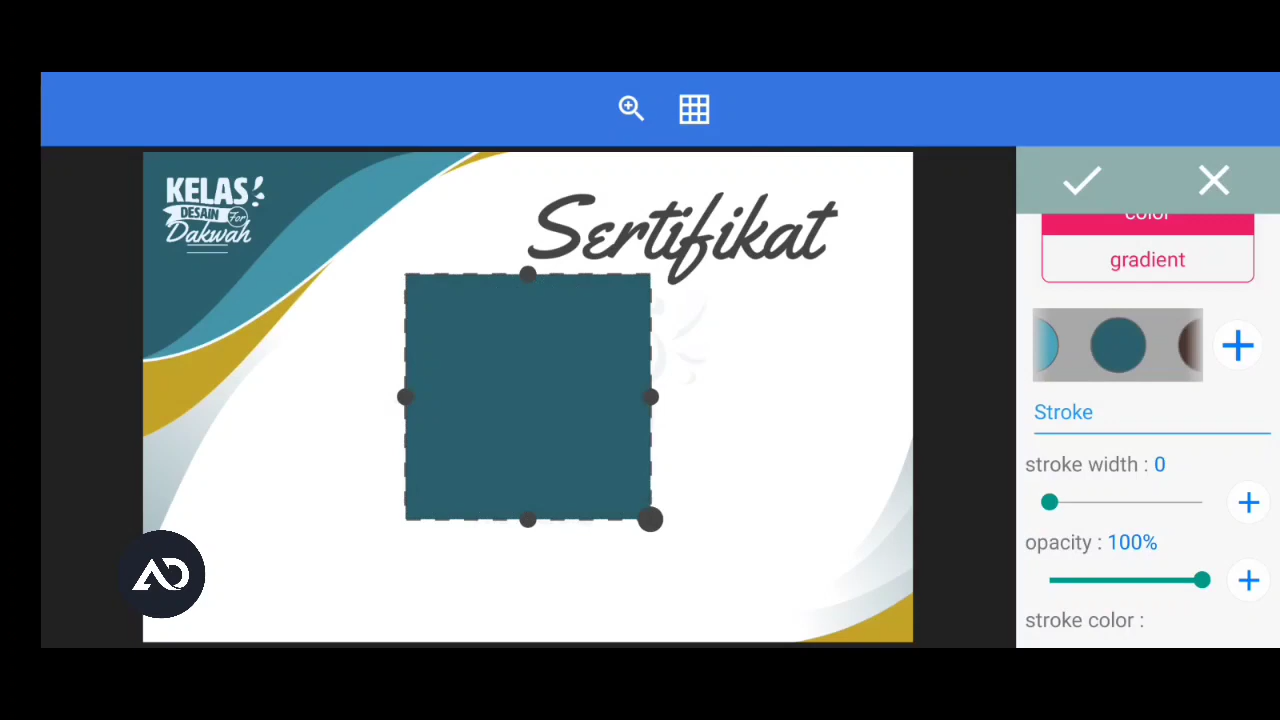 KELAS
DESAIN For
Dakwah
Sertifikat
color
gradient
Stroke
stroke width : 0
opacity : 100%
stroke color :